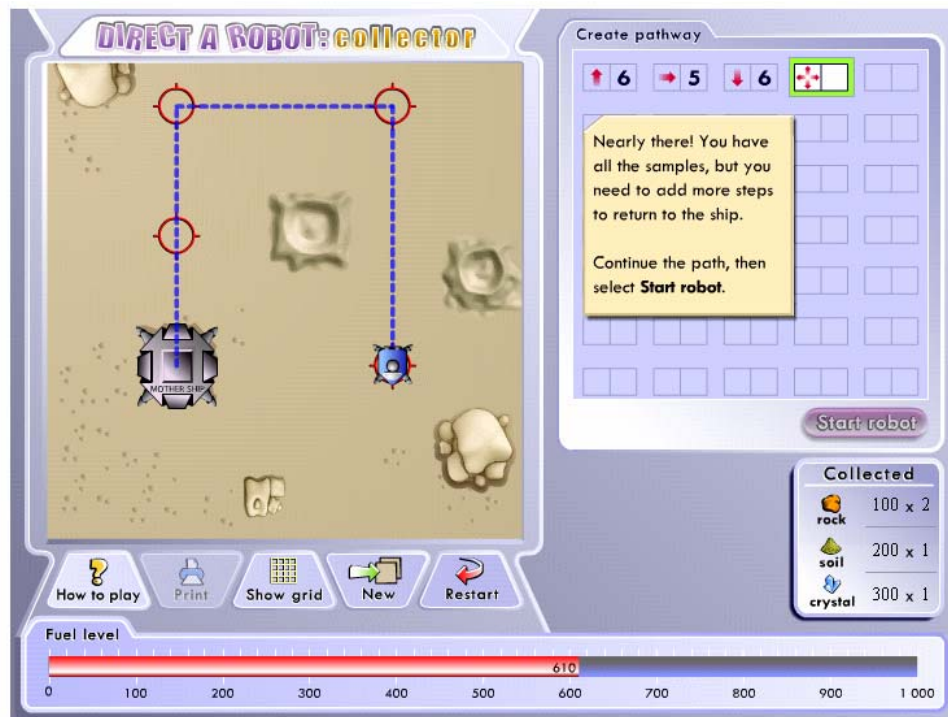 DIRECT A ROBOT: collector
Create pathway
6 5 6
Nearly there! You have
all the samples, but you
need to add more steps
to return to the ship.
Continue the path, then
select Start robot.
MOTHER SHIP
Start robot
Collected
rock 100 x 2
soil 200 x 1
crystal 300 x 1
How to play Print Show grid New Restart
Fuel level
610
0 100 200 300 400 500 600 700 800 900 1 000